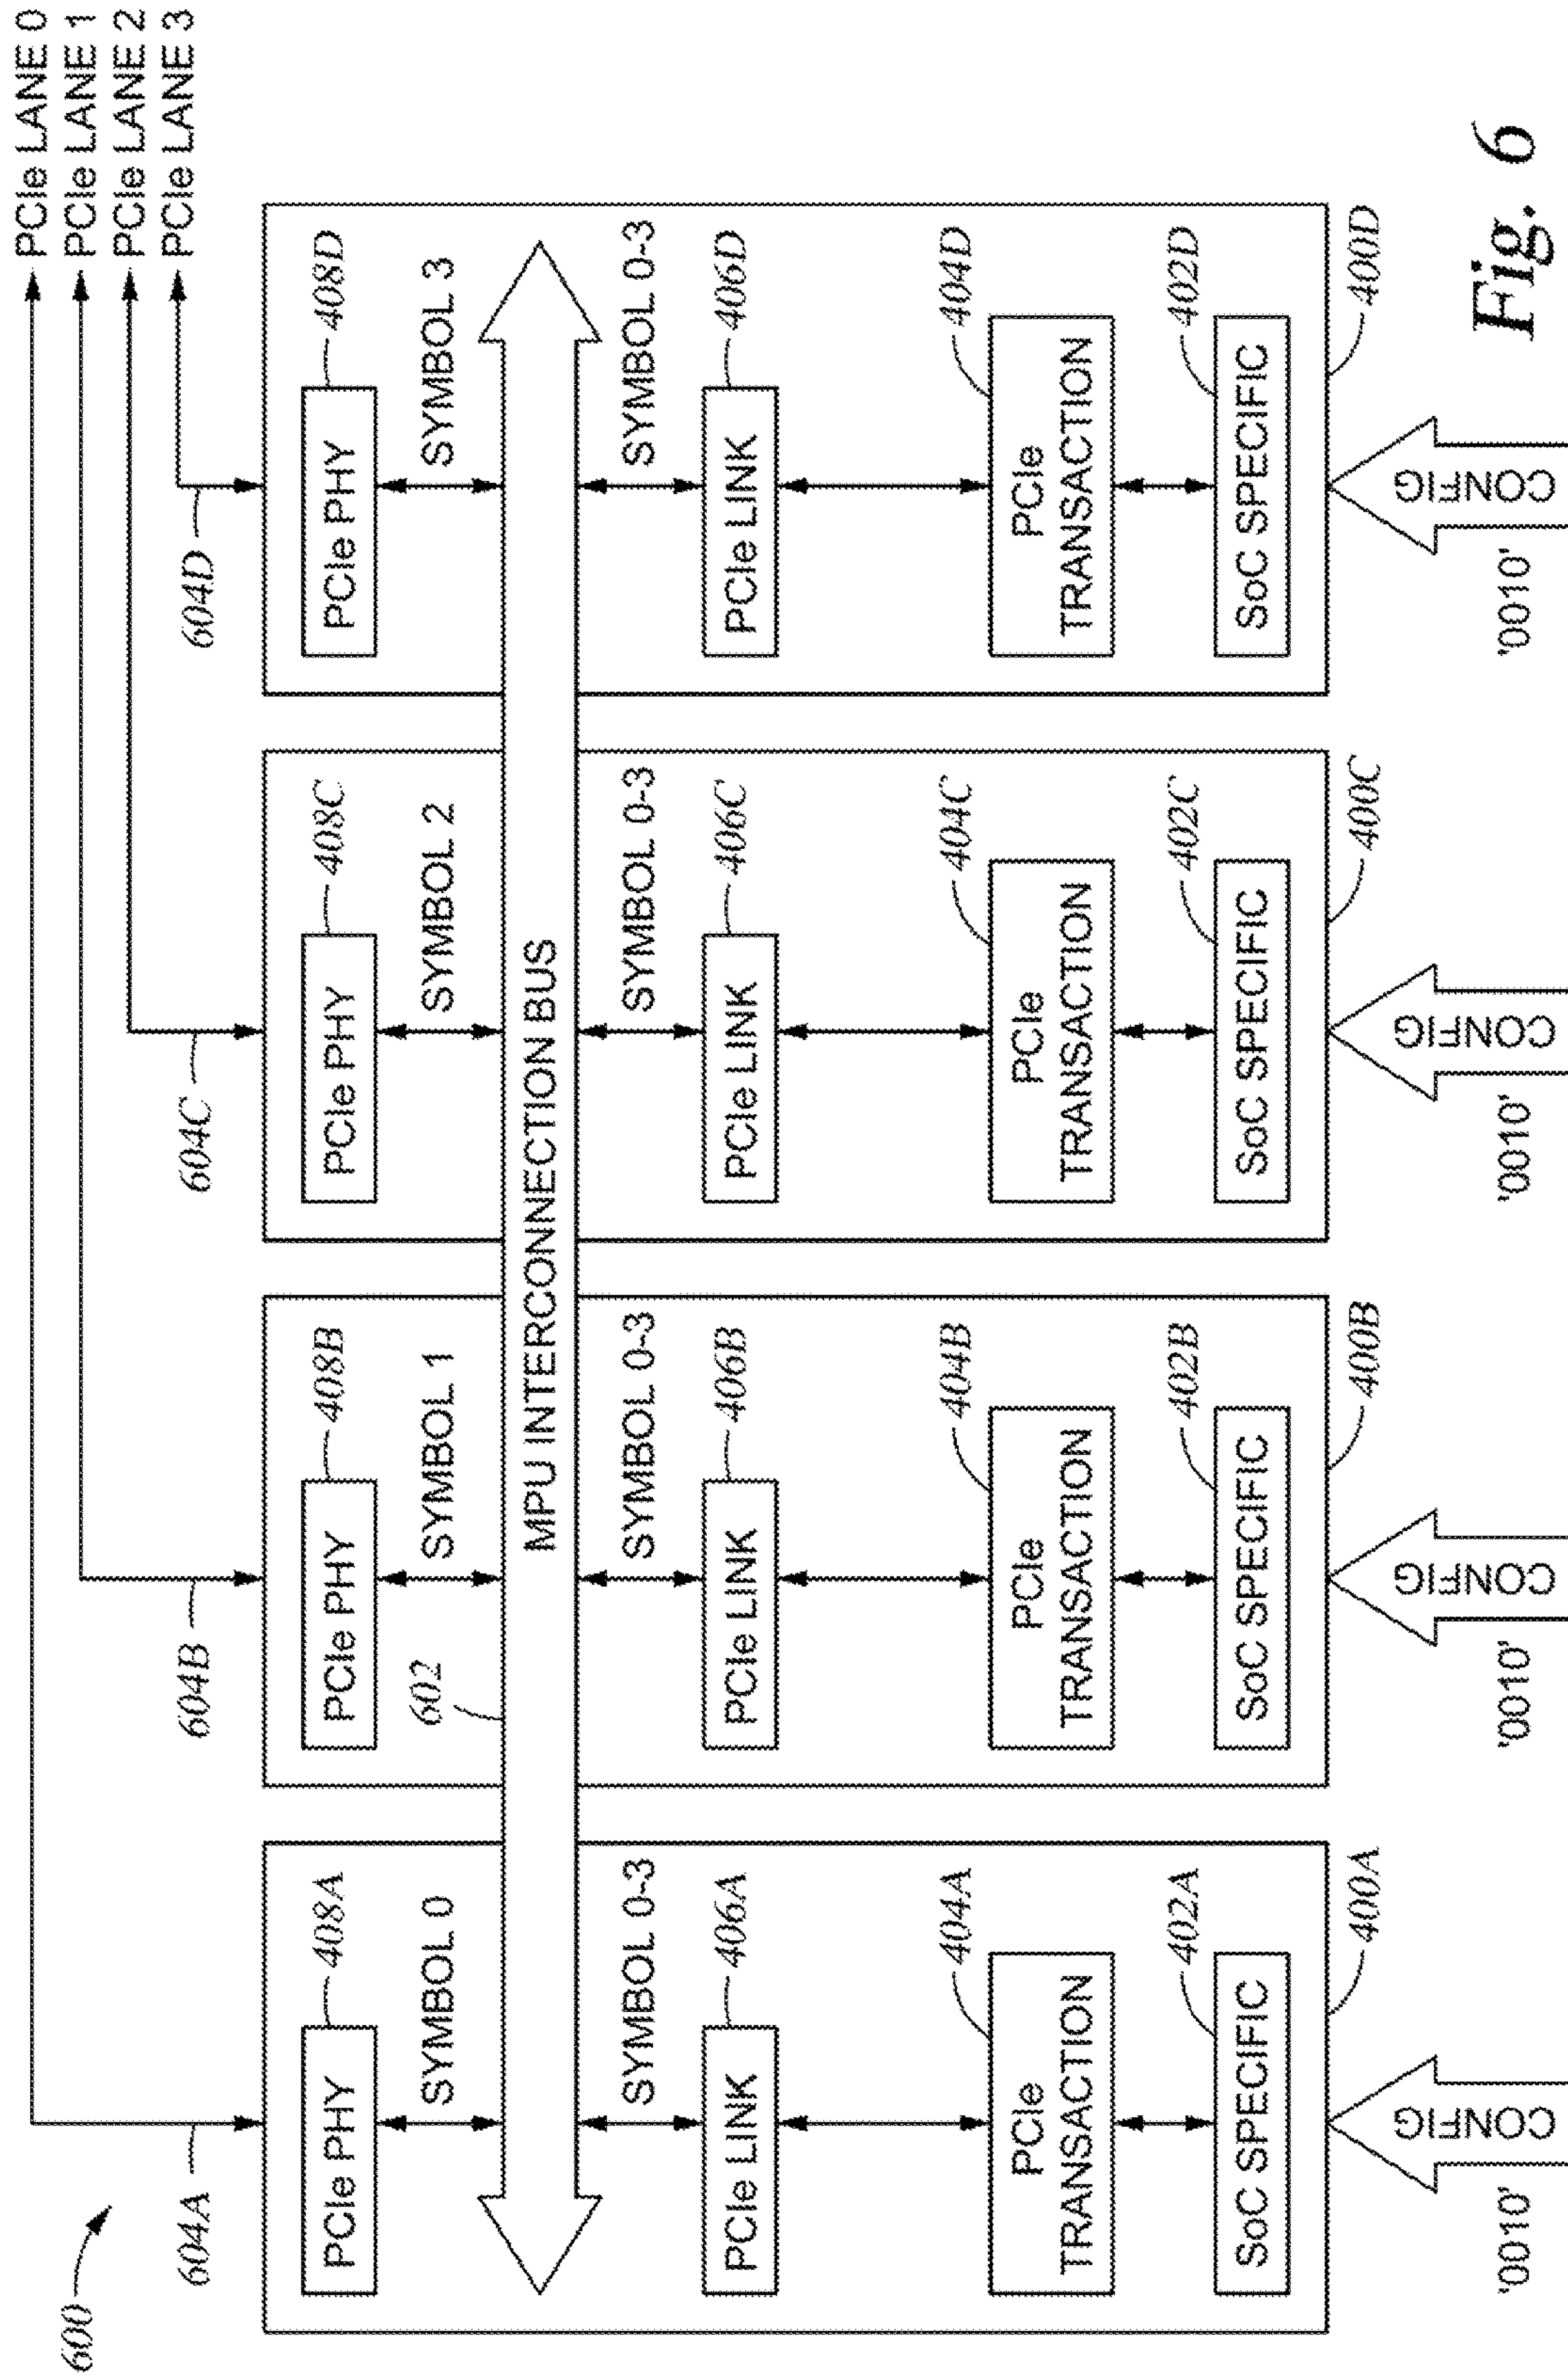 600
PCIe LANE 0
PCIe LANE 1
PCIe LANE 2
PCIe LANE 3
604A
604B
604C
604D
PCIe PHY
408A
PCIe PHY
408B
PCIe PHY
408C
PCIe PHY
408D
SYMBOL 0
SYMBOL 1
SYMBOL 2
SYMBOL 3
602
MPU INTERCONNECTION BUS
SYMBOL 0-3
SYMBOL 0-3
SYMBOL 0-3
SYMBOL 0-3
PCIe LINK
406A
PCIe LINK
406B
PCIe LINK
406C
PCIe LINK
406D
PCIe
TRANSACTION
404A
PCIe
TRANSACTION
404B
PCIe
TRANSACTION
404C
PCIe
TRANSACTION
404D
SoC SPECIFIC
402A
SoC SPECIFIC
402B
SoC SPECIFIC
402C
SoC SPECIFIC
402D
400A
400B
400C
400D
'0010'
CONFIG
'0010'
CONFIG
'0010'
CONFIG
'0010'
CONFIG
Fig. 6